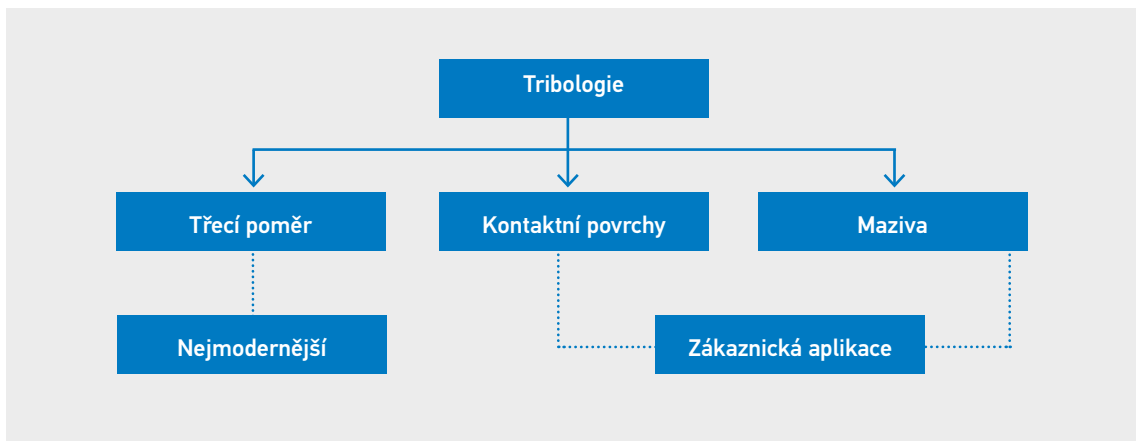 Tribologie
Třecí poměr
Kontaktní povrchy
Maziva
Nejmodernější
Zákaznická aplikace